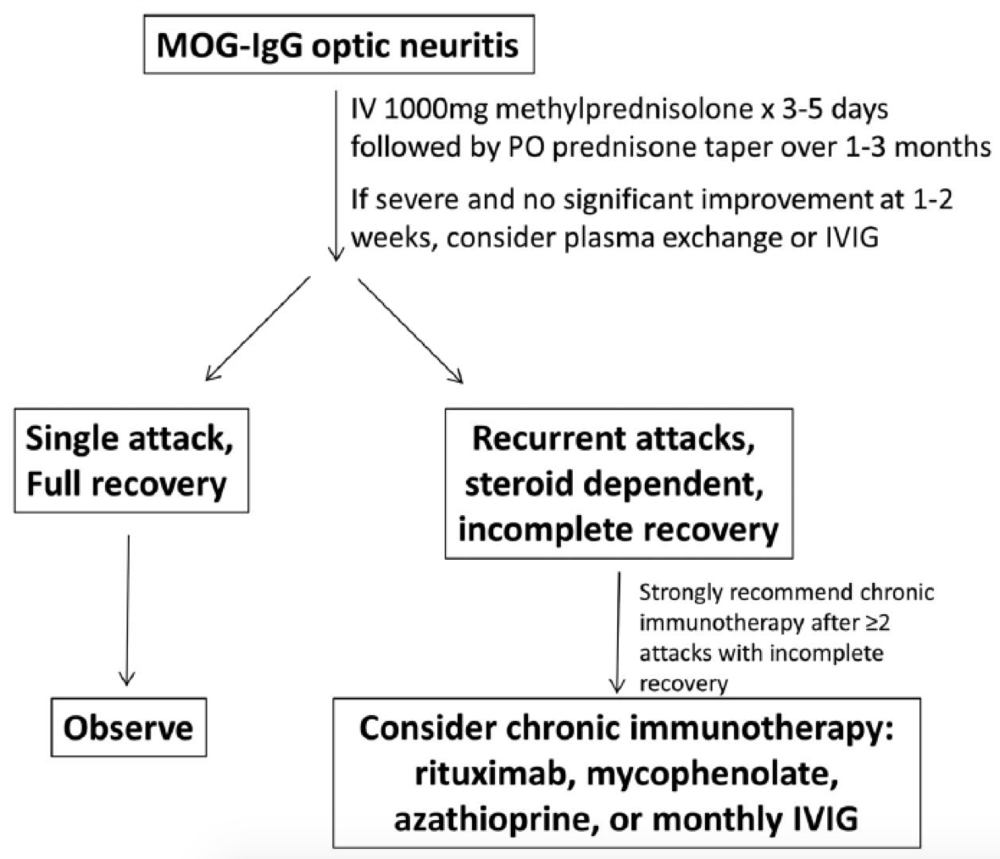 MOG-IgG optic neuritis
IV 1000mg methylprednisolone x 3-5 days
followed by PO prednisone taper over 1-3 months
If severe and no significant improvement at 1-2
weeks, consider plasma exchange or IVIG
Single attack,
Full recovery
Recurrent attacks,
steroid dependent,
incomplete recovery
Strongly recommend chronic
immunotherapy after ≥2
attacks with incomplete
recovery
Observe
Consider chronic immunotherapy:
rituximab, mycophenolate,
azathioprine, or monthly IVIG